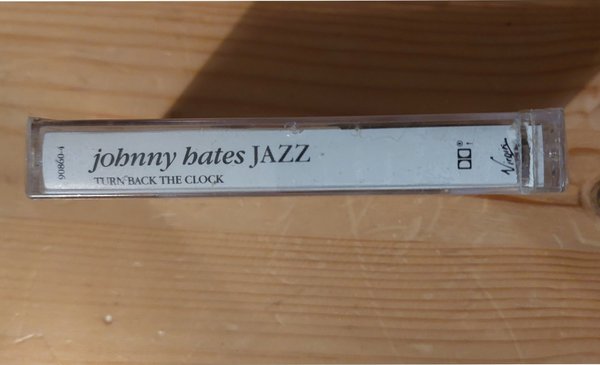 90860-4
johnny hates JAZZ
TURN BACK THE CLOCK
Virgin